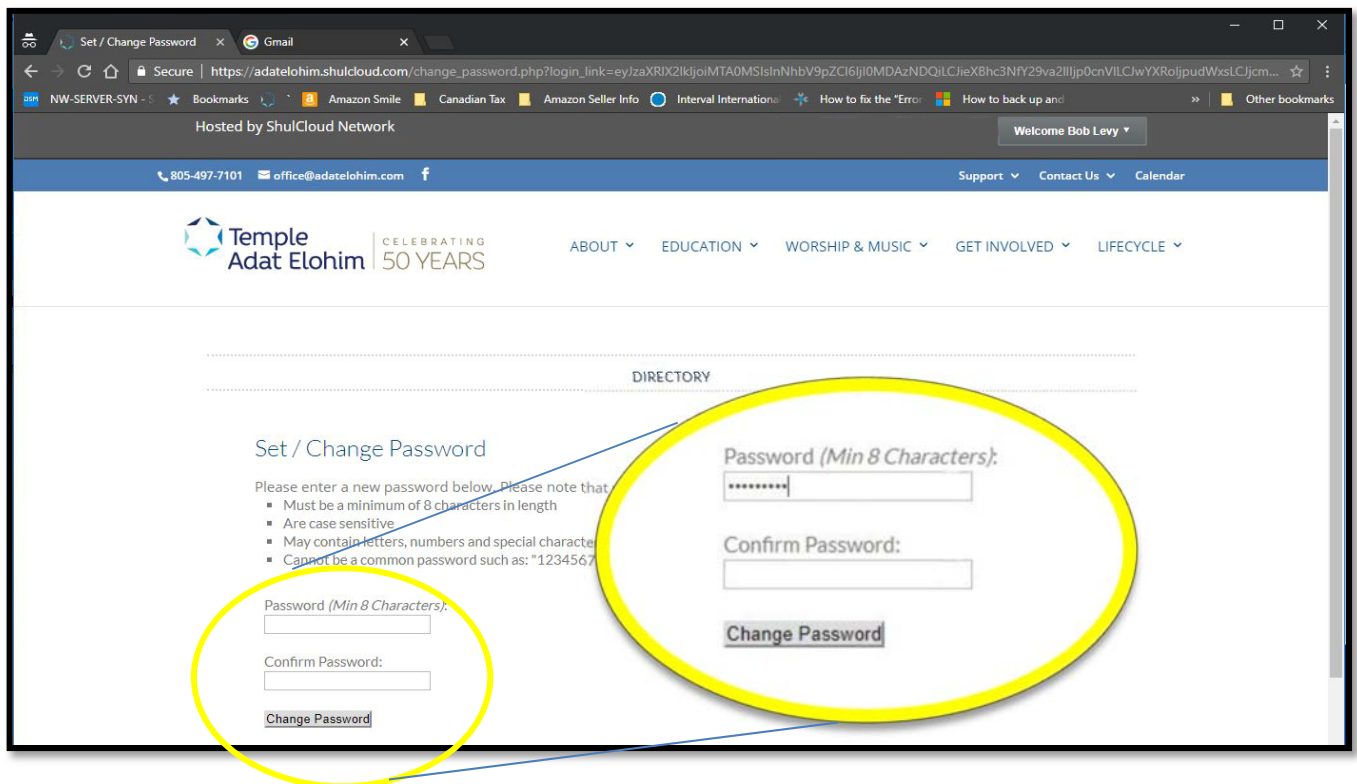 Set / Change Password
Gmail
Secure | https://adatelohim.shulcloud.com/change_password.php?login_link=
NW-SERVER-SYN - S
Bookmarks
Amazon Smile
Canadian Tax
Amazon Seller Info
Interval International
How to fix the "Error
How to back up and
»
Other bookmarks
Hosted by ShulCloud Network
Welcome Bob Levy
805-497-7101
office@adatelohim.com
Support
Contact Us
Calendar
Temple
Adat Elohim
CELEBRATING
50 YEARS
ABOUT
EDUCATION
WORSHIP & MUSIC
GET INVOLVED
LIFECYCLE
DIRECTORY
Set / Change Password
Please enter a new password below. Please note that
Must be a minimum of 8 characters in length
Are case sensitive
May contain letters, numbers and special characte
Cannot be a common password such as: "1234567
Password (Min 8 Characters):
Confirm Password:
Change Password
Password (Min 8 Characters):
Confirm Password:
Change Password